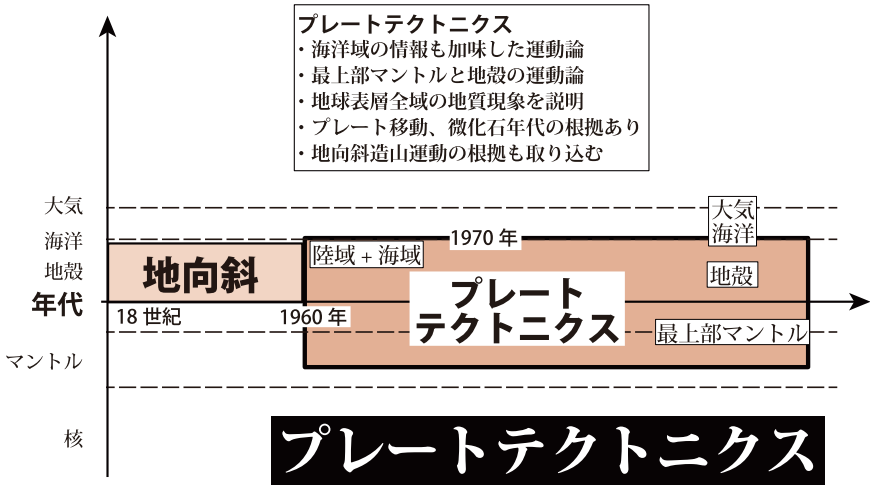 プレートテクトニクス
・海洋域の情報も加味した運動論
・最上部マントルと地殻の運動論
・地球表層全域の地質現象を説明
・プレート移動、微化石年代の根拠あり
・地向斜造山運動の根拠も取り込む
大気
海洋
地殻
年代
マントル
核
地向斜
18 世紀
1960 年
陸域 + 海域
1970 年
プレート
テクトニクス
大気
海洋
地殻
最上部マントル
プレートテクトニクス